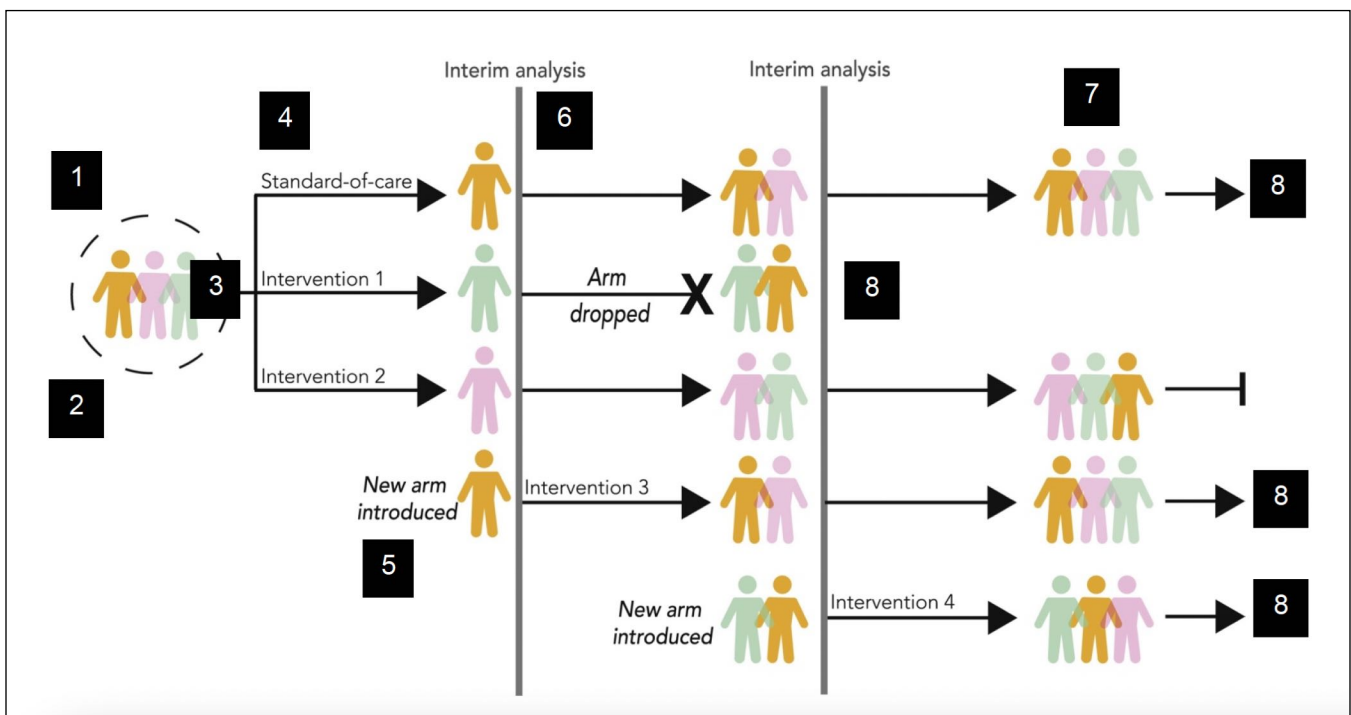 Interim analysis
Interim analysis
4
6
7
1
Standard-of-care
8
3
Intervention 1
Arm
dropped
X
8
Intervention 2
2
New arm
introduced
Intervention 3
8
5
New arm
introduced
Intervention 4
8